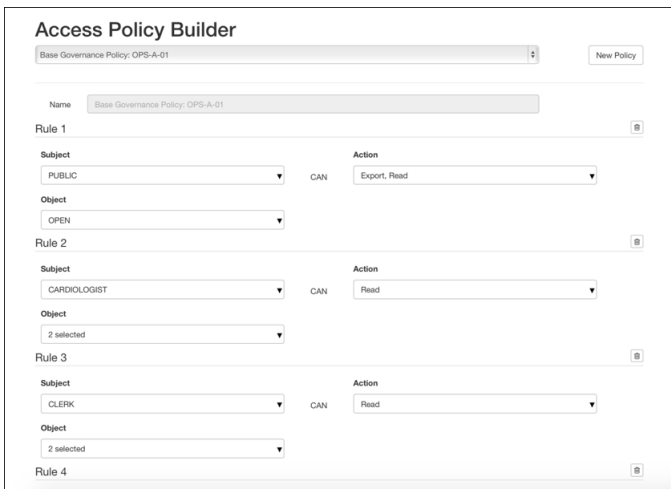 Access Policy Builder
Base Governance Policy: OPS-A-01
New Policy
Name Base Governance Policy: OPS-A-01
Rule 1
Subject Action
PUBLIC CAN Export, Read
Object
OPEN
Rule 2
Subject Action
CARDIOLOGIST CAN Read
Object
2 selected
Rule 3
Subject Action
CLERK CAN Read
Object
2 selected
Rule 4